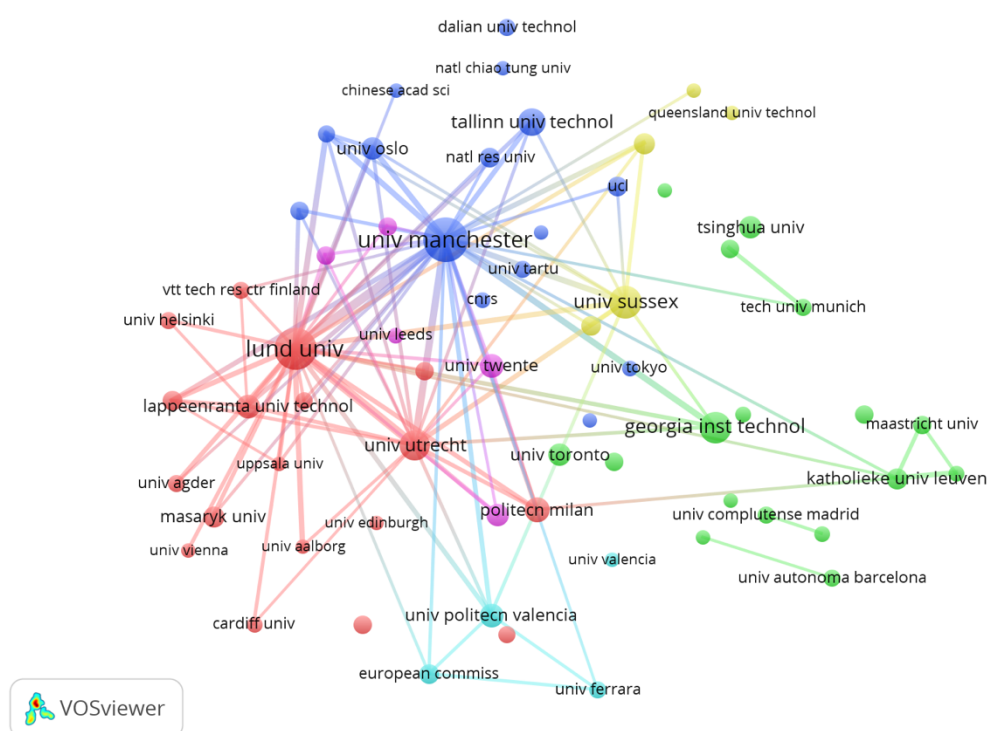 dalian univ technol
natl chiao tung univ
chinese acad sci
queensland univ technol
tallinn univ technol
univ oslo
natl res univ
ucl
tsinghua univ
univ manchester
univ tartu
vtt tech res ctr finland
cnrs
univ sussex
tech univ munich
univ helsinki
univ leeds
lund univ
univ twente
univ tokyo
lappeenranta univ technol
georgia inst technol
maastricht univ
univ utrecht
univ toronto
uppsala univ
katholieke univ leuven
univ agder
politecn milan
univ complutense madrid
masaryk univ
univ edinburgh
univ vienna
univ aalborg
univ valencia
univ autonoma barcelona
cardiff univ
univ politecn valencia
european commiss
univ ferrara
VOSviewer